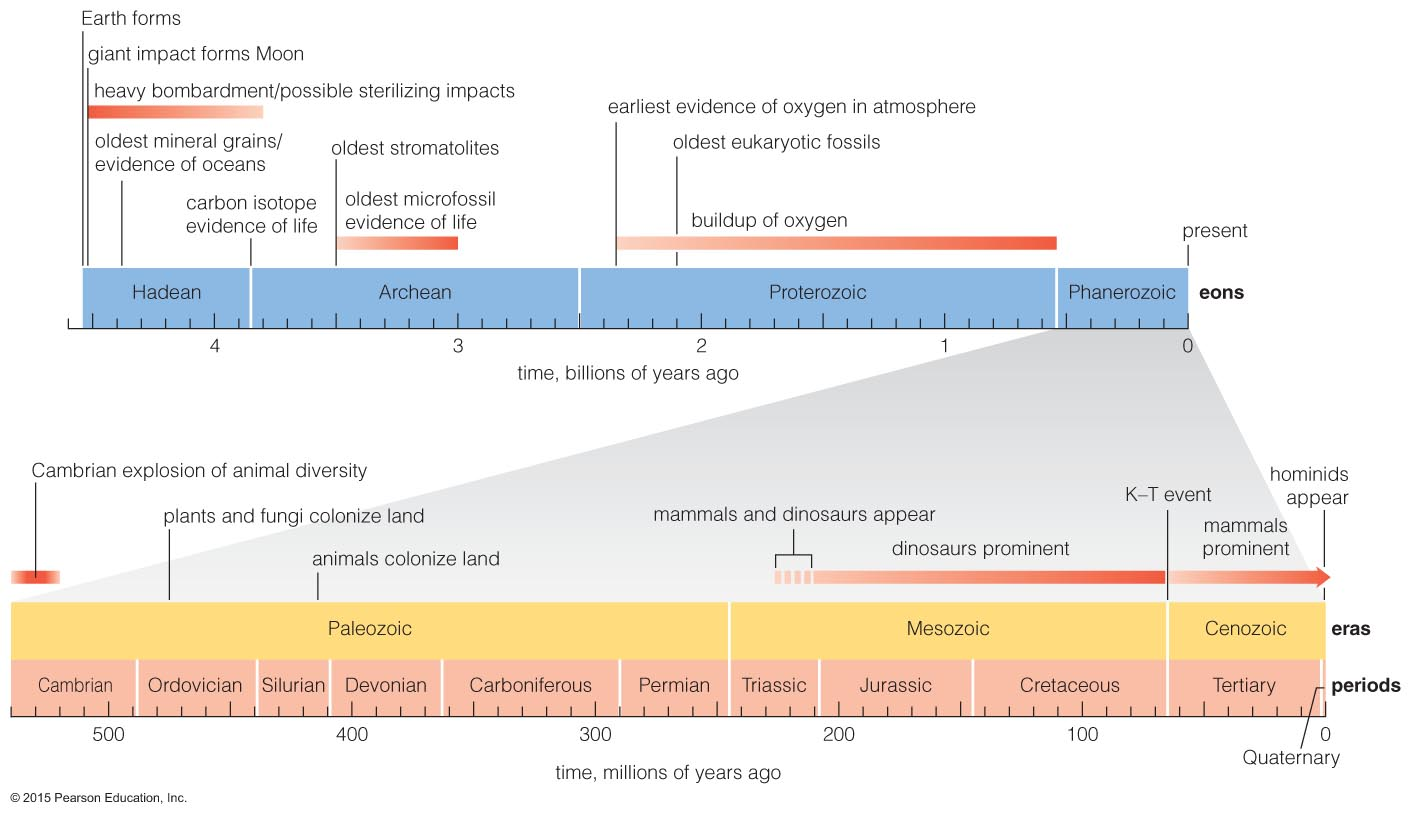 Earth forms
giant impact forms Moon
heavy bombardment/possible sterilizing impacts
earliest evidence of oxygen in atmosphere
oldest mineral grains/
evidence of oceans
oldest stromatolites
oldest eukaryotic fossils
carbon isotope
evidence of life
oldest microfossil
evidence of life
buildup of oxygen
present
Hadean
Archean
Proterozoic
Phanerozoic
eons
4
3
2
1
0
time, billions of years ago
Cambrian explosion of animal diversity
plants and fungi colonize land
animals colonize land
mammals and dinosaurs appear
dinosaurs prominent
K–T event
mammals
prominent
hominids
appear
Paleozoic
Mesozoic
Cenozoic
eras
Cambrian
Ordovician
Silurian
Devonian
Carboniferous
Permian
Triassic
Jurassic
Cretaceous
Tertiary
periods
500
400
300
200
100
0
Quaternary
time, millions of years ago
© 2015 Pearson Education, Inc.